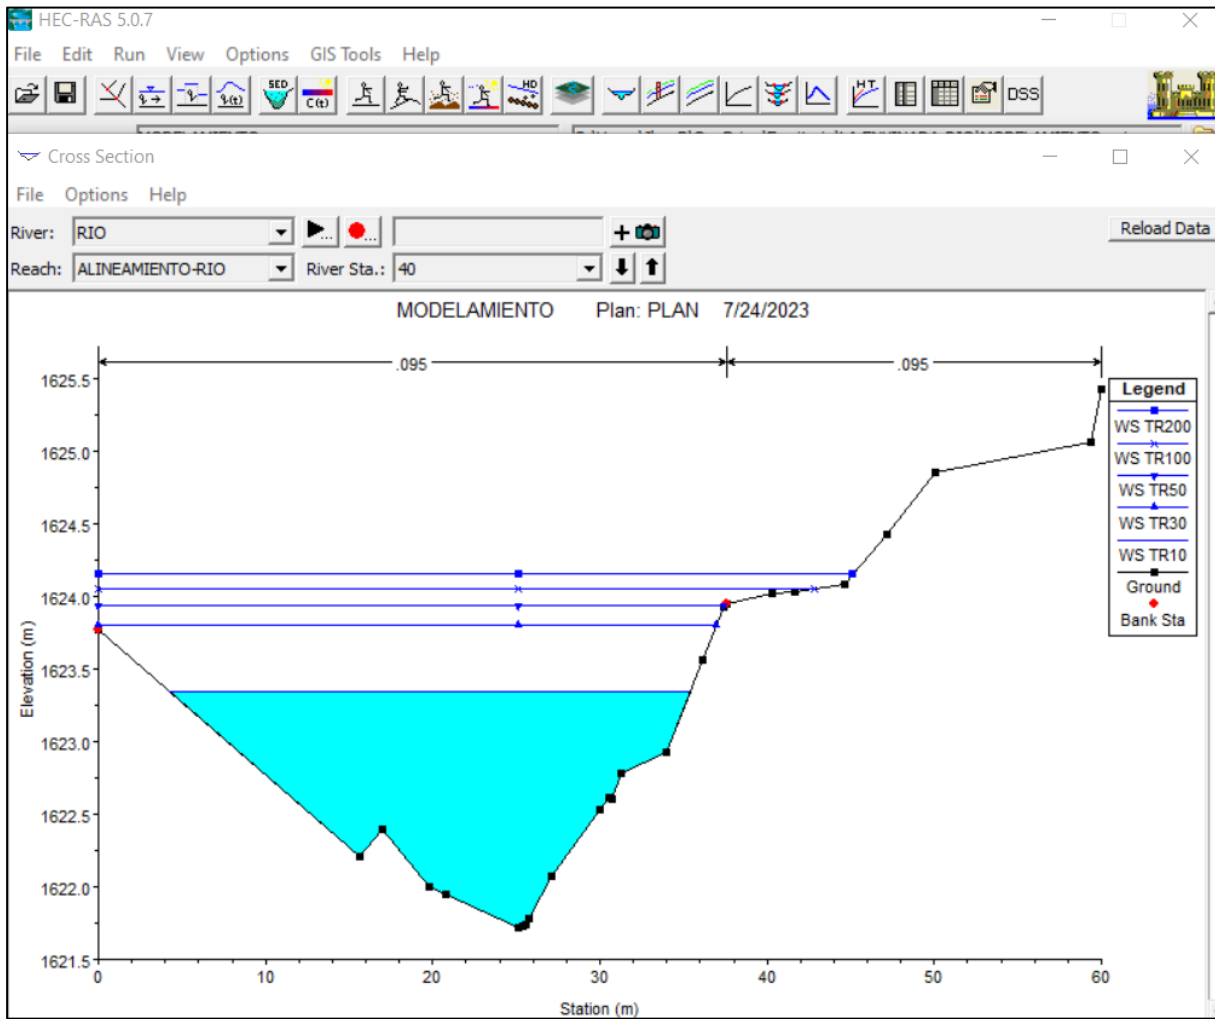 HEC-RAS 5.0.7
File Edit Run View Options GIS Tools Help
SED C(t) HD HT DSS
Cross Section
File Options Help
River: RIO
Reload Data
Reach: ALINEAMIENTO-RIO River Sta.: 40
MODELAMIENTO Plan: PLAN 7/24/2023
.095 .095
1625.5
1625.0
1624.5
1624.0
1623.5
1623.0
1622.5
1622.0
1621.5
Elevation (m)
0 10 20 30 40 50 60
Station (m)
Legend
WS TR200
WS TR100
WS TR50
WS TR30
WS TR10
Ground
Bank Sta